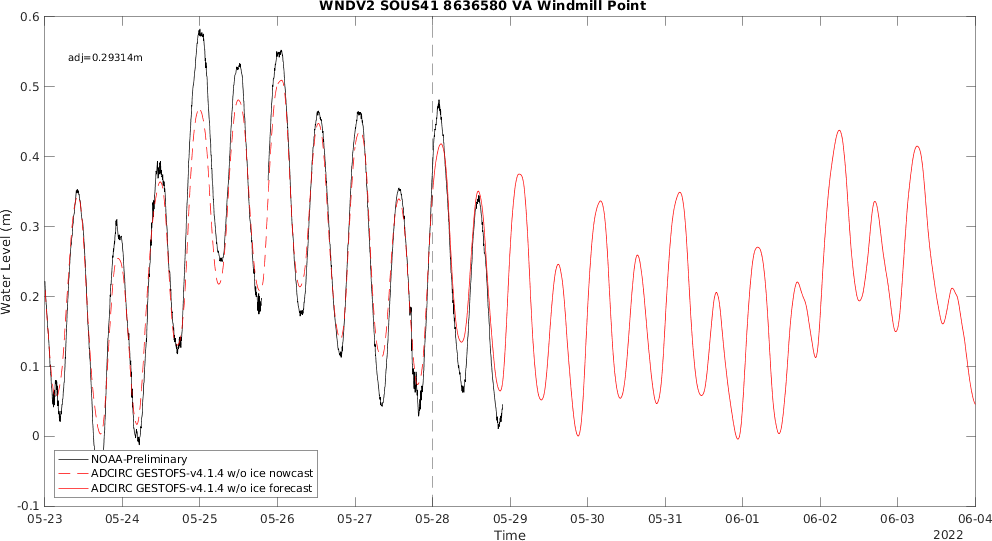 WNDV2 SOUS41 8636580 VA Windmill Point
adj=0.29314m
0.6
0.5
0.4
0.3
0.2
0.1
0
-0.1
Water Level (m)
NOAA-Preliminary
ADCIRC GESTOFS-v4.1.4 w/o ice nowcast
ADCIRC GESTOFS-v4.1.4 w/o ice forecast
05-23 05-24 05-25 05-26 05-27 05-28 05-29 05-30 05-31 06-01 06-02 06-03 06-04
Time
2022